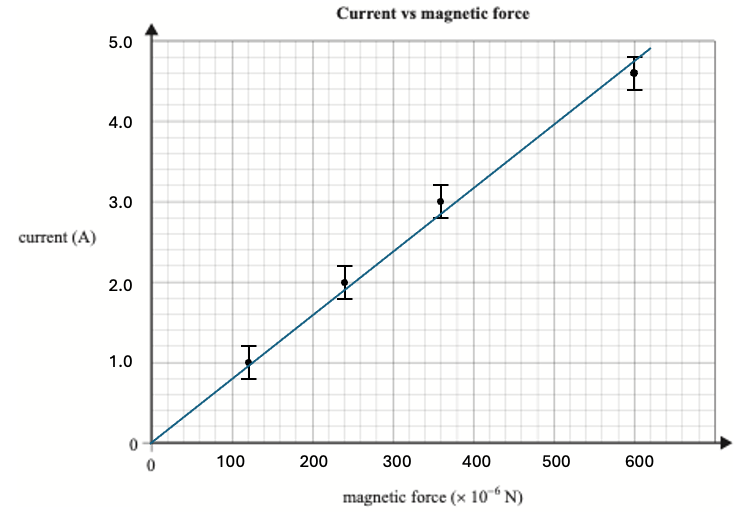 Current vs magnetic force
5.0
4.0
3.0
current (A)
2.0
1.0
0
0 100 200 300 400 500 600
magnetic force (× 10⁻⁶ N)